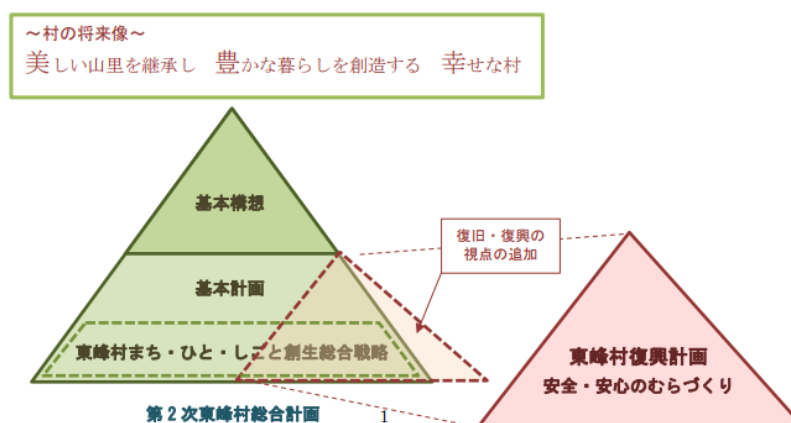 ～村の将来像～
美しい山里を継承し　豊かな暮らしを創造する　幸せな村
基本構想
復旧・復興の
視点の追加
基本計画
東峰村まち・ひと・しごと創生総合戦略
東峰村復興計画
安全・安心のむらづくり
第2次東峰村総合計画
1